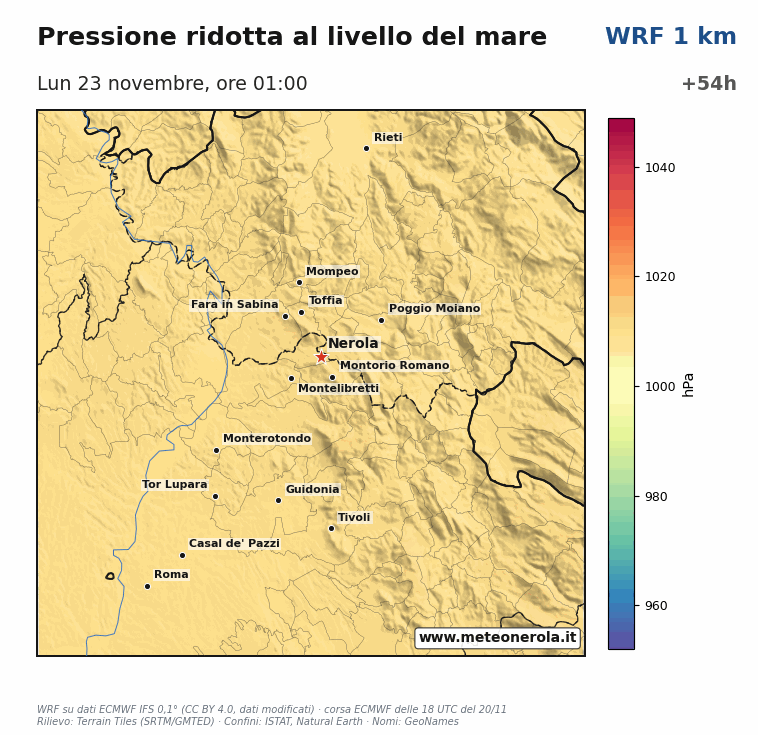 Pressione ridotta al livello del mare
WRF 1 km
Lun 23 novembre, ore 01:00
+54h
Rieti
Mompeo
Toffia
Fara in Sabina
Poggio Moiano
Nerola
Montorio Romano
Montelibretti
Monterotondo
Tor Lupara
Guidonia
Tivoli
Casal de' Pazzi
Roma
www.meteonerola.it
1040
1020
1000
980
960
hPa
WRF su dati ECMWF IFS 0,1° (CC BY 4.0, dati modificati) · corsa ECMWF delle 18 UTC del 20/11
Rilievo: Terrain Tiles (SRTM/GMTED) · Confini: ISTAT, Natural Earth · Nomi: GeoNames